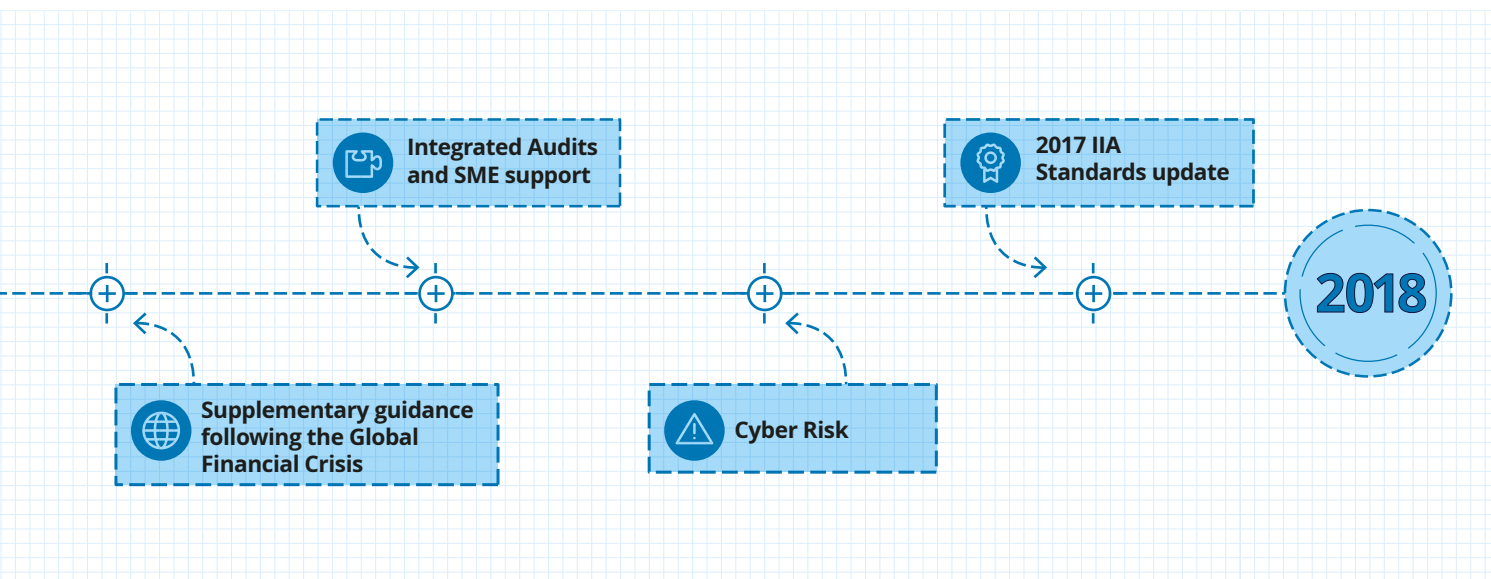 Integrated Audits
and SME support
2017 IIA
Standards update
2018
Supplementary guidance
following the Global
Financial Crisis
Cyber Risk